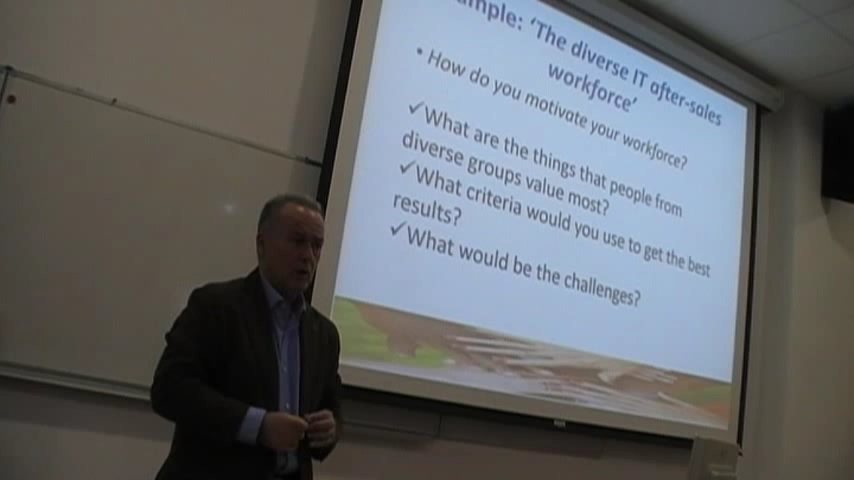 ample: ‘The diverse IT after-sales
workforce’
• How do you motivate your workforce?
✓What are the things that people from
diverse groups value most?
✓What criteria would you use to get the best
results?
✓What would be the challenges?